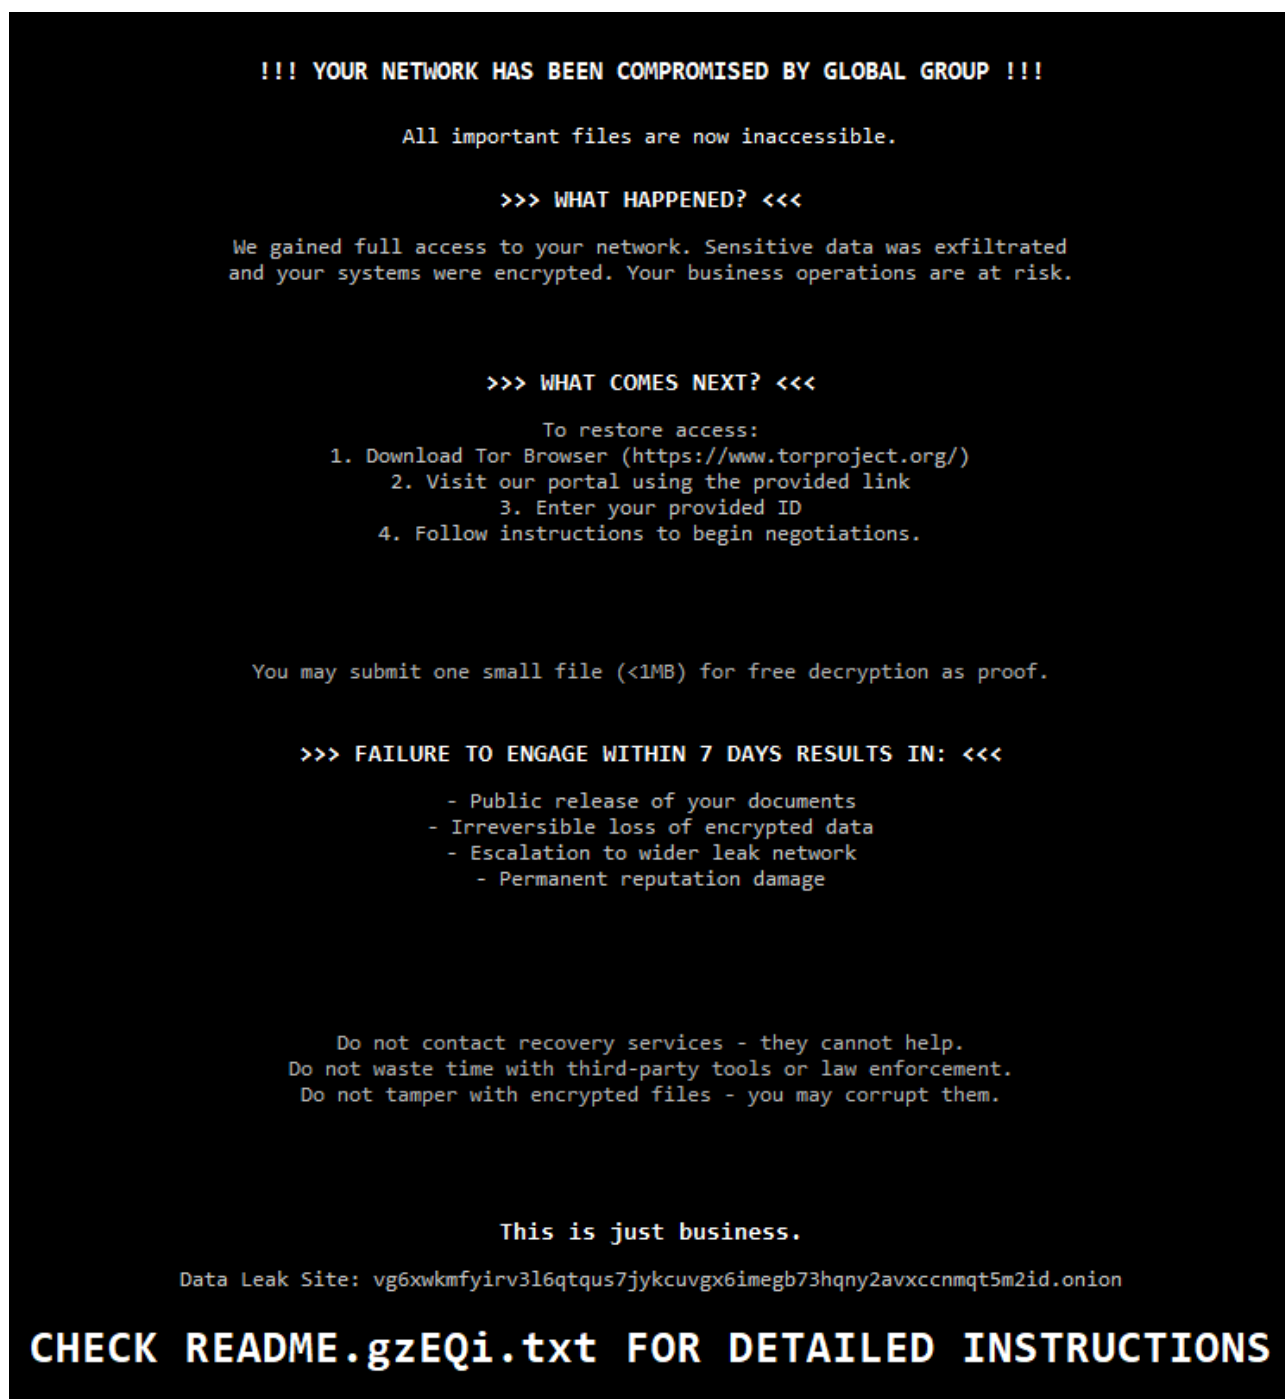 !!! YOUR NETWORK HAS BEEN COMPROMISED BY GLOBAL GROUP !!!
All important files are now inaccessible.
>>> WHAT HAPPENED? <<<
We gained full access to your network. Sensitive data was exfiltrated
and your systems were encrypted. Your business operations are at risk.
>>> WHAT COMES NEXT? <<<
To restore access:
1. Download Tor Browser (https://www.torproject.org/)
2. Visit our portal using the provided link
3. Enter your provided ID
4. Follow instructions to begin negotiations.
You may submit one small file (<1MB) for free decryption as proof.
>>> FAILURE TO ENGAGE WITHIN 7 DAYS RESULTS IN: <<<
- Public release of your documents
- Irreversible loss of encrypted data
- Escalation to wider leak network
- Permanent reputation damage
Do not contact recovery services - they cannot help.
Do not waste time with third-party tools or law enforcement.
Do not tamper with encrypted files - you may corrupt them.
This is just business.
Data Leak Site: vg6xwkmfyirv3l6qtqus7jykcuvgx6imegb73hqny2avxccnmqt5m2id.onion
CHECK README.gzEQi.txt FOR DETAILED INSTRUCTIONS